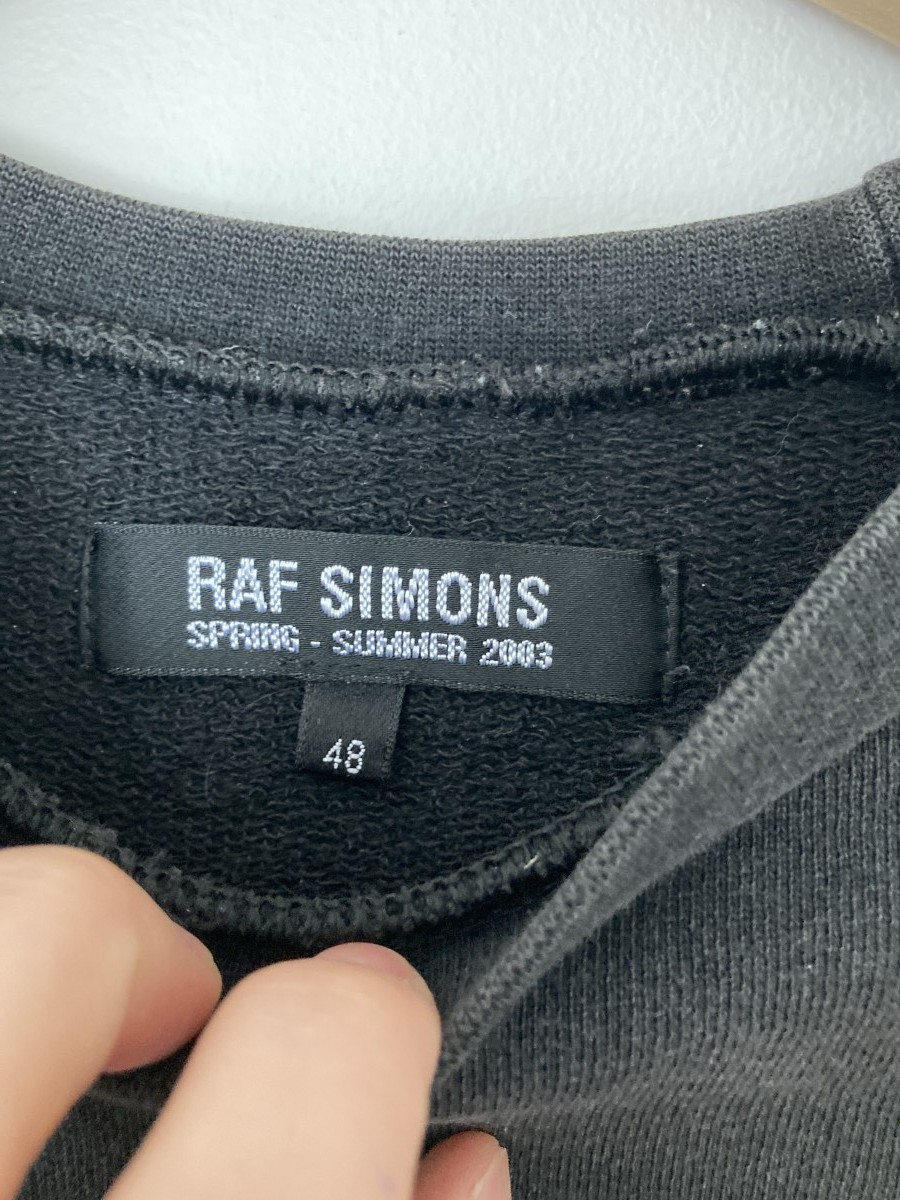 RAF SIMONS
SPRING - SUMMER 2003
48